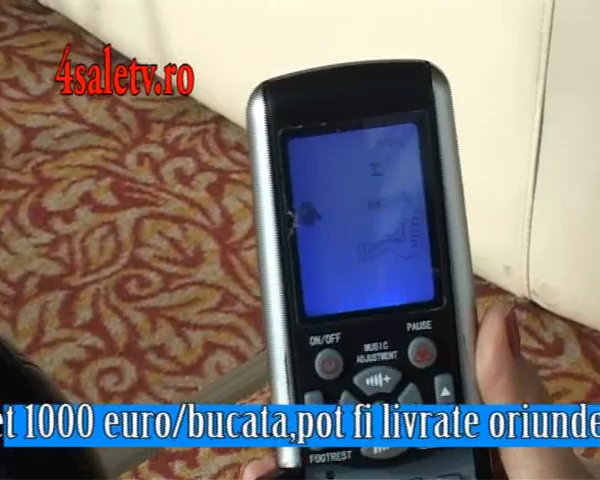 4saletv.ro
ON/OFF
PAUSE
MUSIC
ADJUSTMENT
et 1000 euro/bucata,pot fi livrate oriunde
FOOTREST